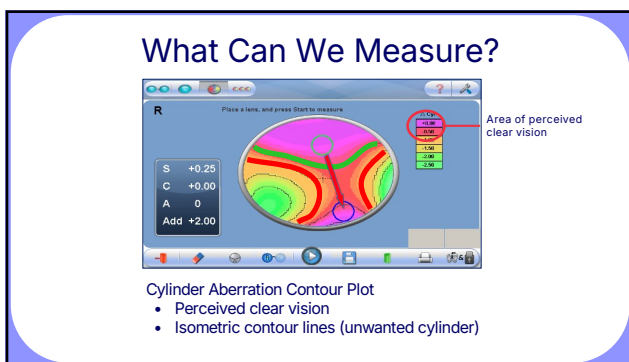 What Can We Measure?
R
Place a lens, and press Start to measure
Cyl
+0.00
-0.50
-1.50
-2.00
-2.50
Area of perceived
clear vision
S +0.25
C +0.00
A 0
Add +2.00
Cylinder Aberration Contour Plot
• Perceived clear vision
• Isometric contour lines (unwanted cylinder)